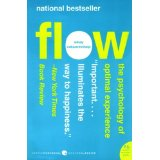 national bestseller
flow
the psychology of
optimal experience
"Important. . . .
Illuminates the
way to happiness."
-New York Times
Book Review